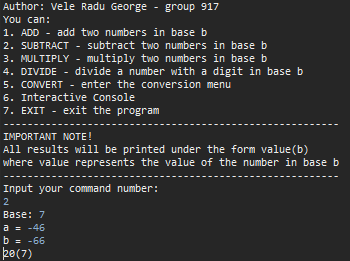 Author: Vele Radu George - group 917
You can:
1. ADD - add two numbers in base b
2. SUBTRACT - subtract two numbers in base b
3. MULTIPLY - multiply two numbers in base b
4. DIVIDE - divide a number with a digit in base b
5. CONVERT - enter the conversion menu
6. Interactive Console
7. EXIT - exit the program
----------------------------------------------------
IMPORTANT NOTE!
All results will be printed under the form value(b)
where value represents the value of the number in base b
----------------------------------------------------
Input your command number:
2
Base: 7
a = -46
b = -66
20(7)